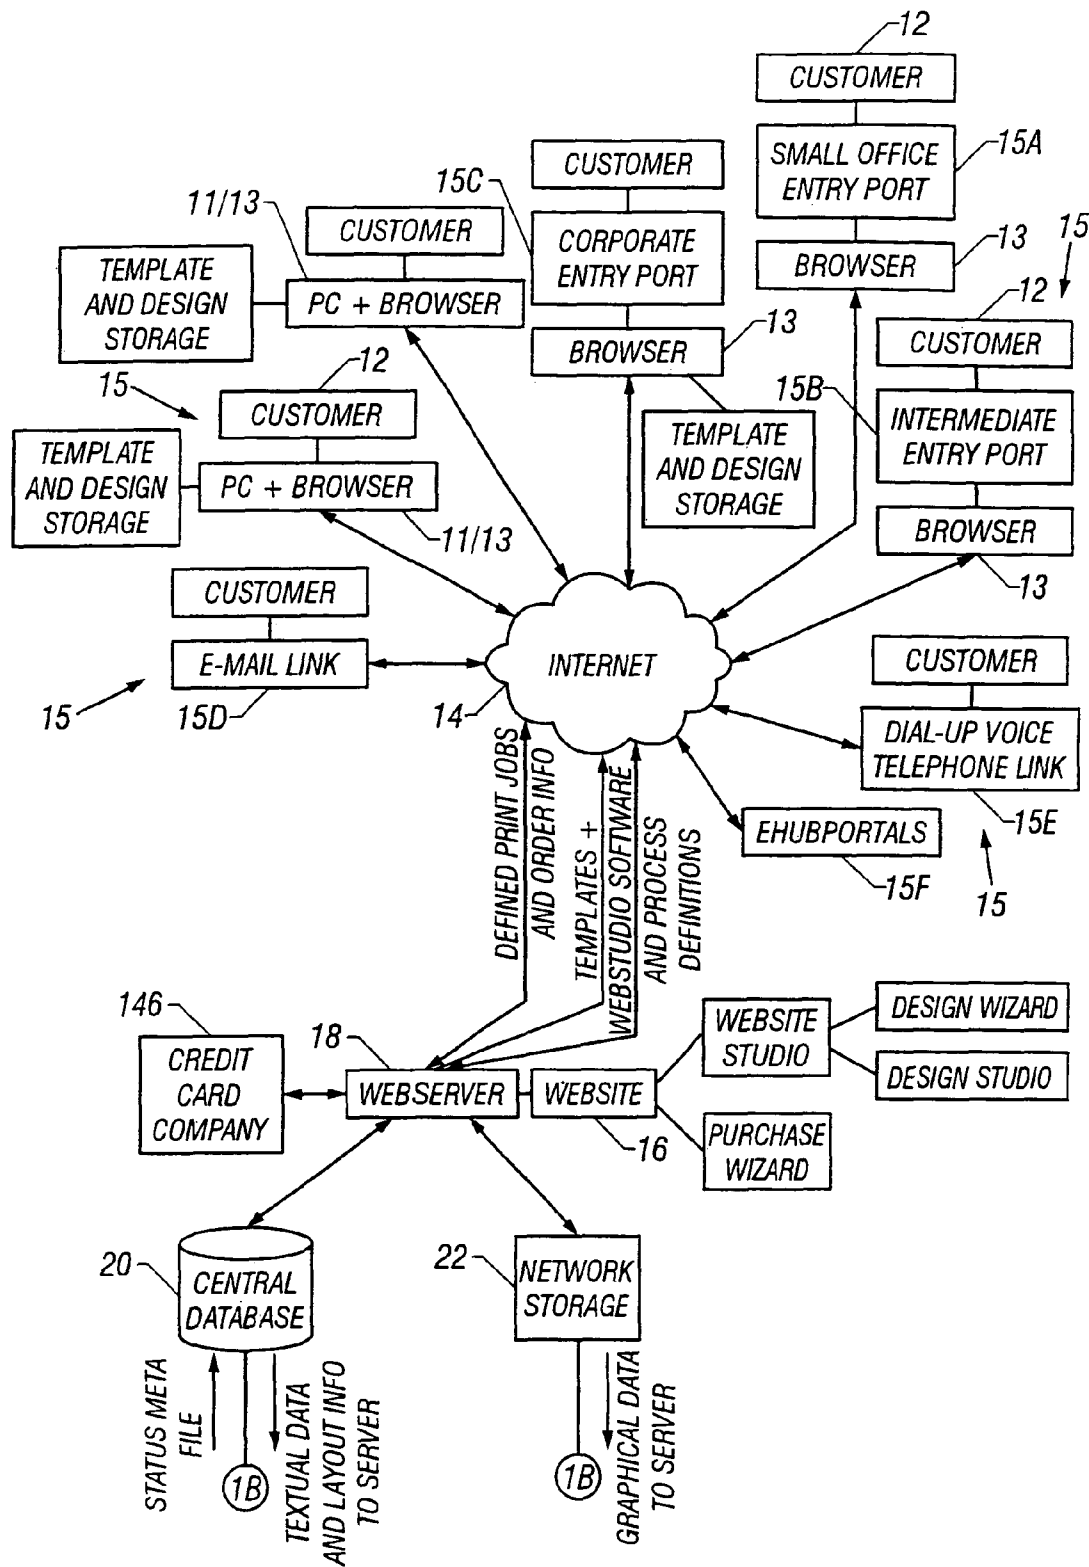 12
CUSTOMER
SMALL OFFICE
ENTRY PORT
15A
BROWSER
13
15
CUSTOMER
15C
CORPORATE
ENTRY PORT
BROWSER
13
TEMPLATE
AND DESIGN
STORAGE
11/13
CUSTOMER
PC + BROWSER
TEMPLATE
AND DESIGN
STORAGE
12
CUSTOMER
15B
INTERMEDIATE
ENTRY PORT
BROWSER
13
15
12
CUSTOMER
TEMPLATE
AND DESIGN
STORAGE
PC + BROWSER
11/13
CUSTOMER
E-MAIL LINK
15D
15
INTERNET
14
CUSTOMER
DIAL-UP VOICE
TELEPHONE LINK
15E
15
EHUBPORTALS
15F
DEFINED PRINT JOBS
AND ORDER INFO
TEMPLATES +
WEBSTUDIO SOFTWARE
AND PROCESS
DEFINITIONS
146
CREDIT
CARD
COMPANY
18
WEBSERVER
WEBSITE
16
WEBSITE
STUDIO
DESIGN WIZARD
DESIGN STUDIO
PURCHASE
WIZARD
20
CENTRAL
DATABASE
22
NETWORK
STORAGE
STATUS META
FILE
1B
TEXTUAL DATA
AND LAYOUT INFO
TO SERVER
1B
GRAPHICAL DATA
TO SERVER